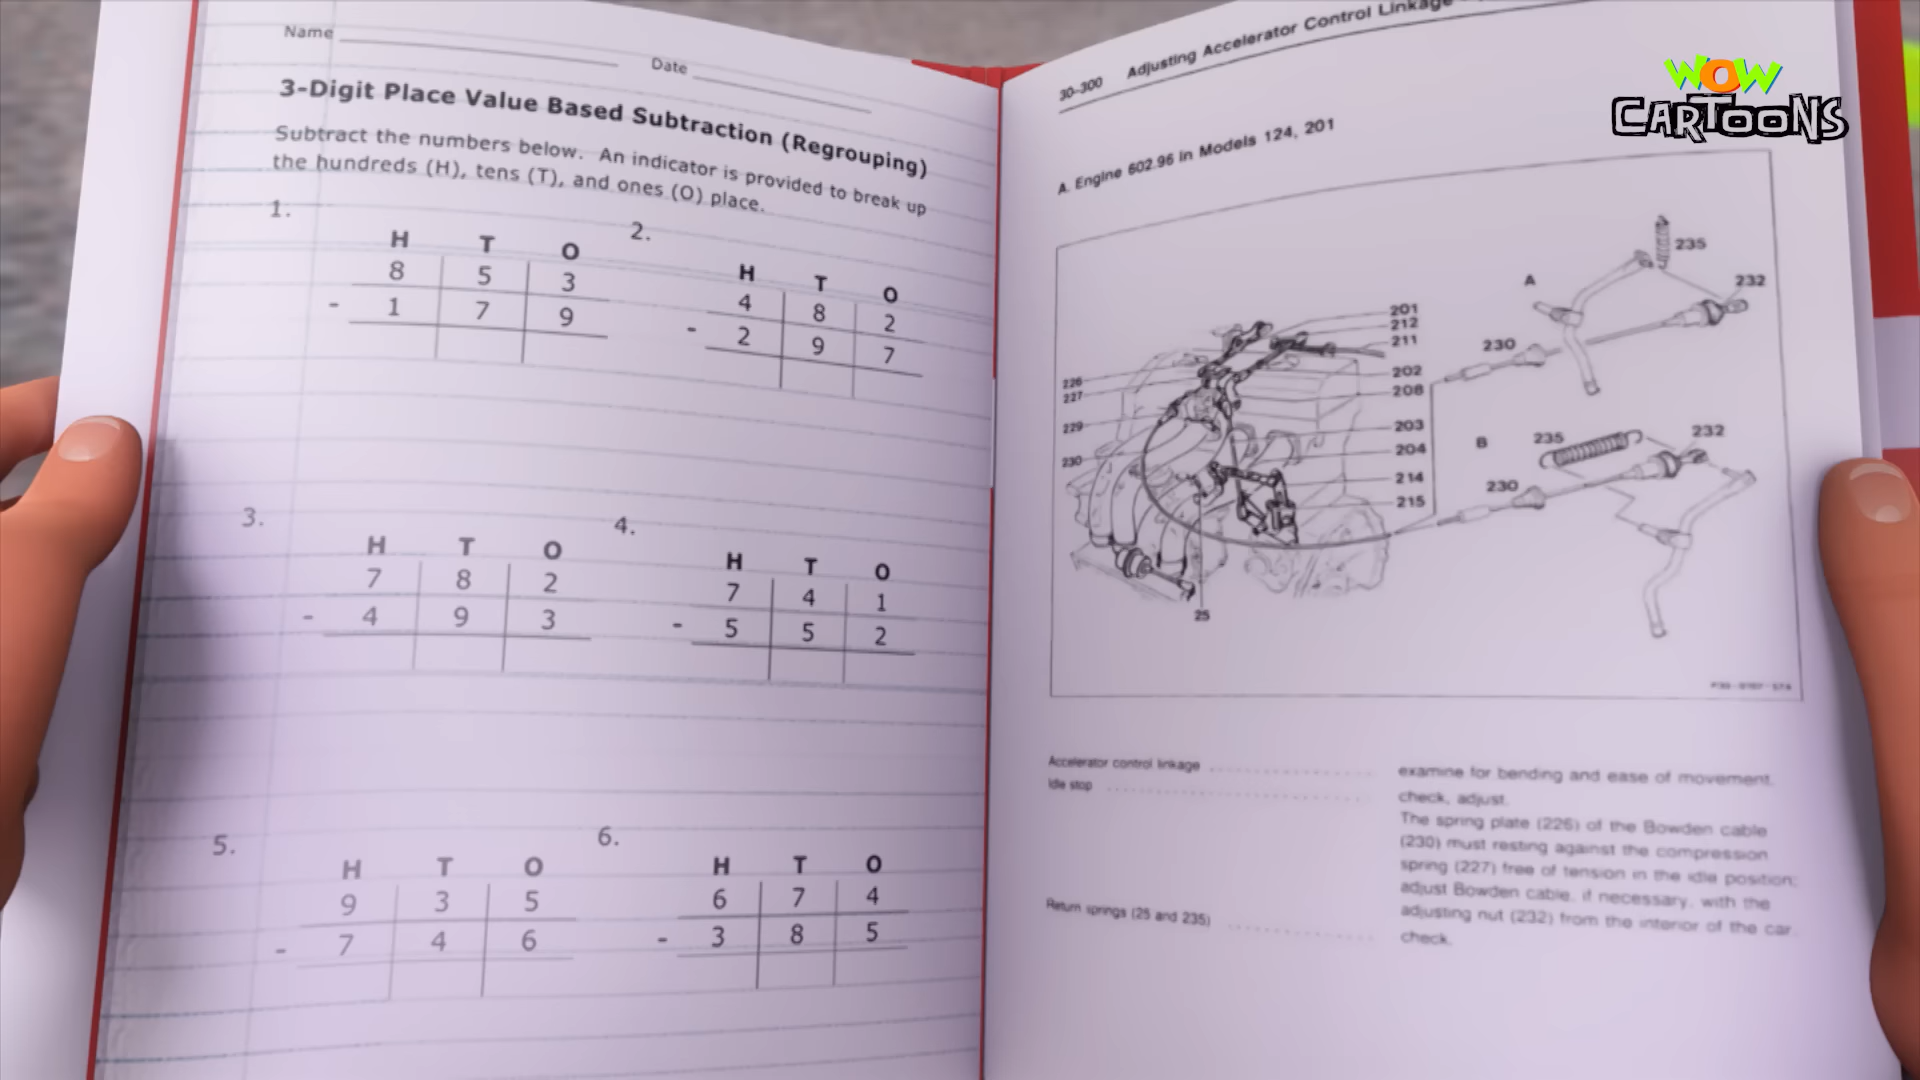 Name
Date
3-Digit Place Value Based Subtraction (Regrouping)
Subtract the numbers below. An indicator is provided to break up
the hundreds (H), tens (T), and ones (O) place.
1.
H T O
8 5 3
- 1 7 9
2.
H T O
4 8 2
- 2 9 7
3.
H T O
7 8 2
- 4 9 3
4.
H T O
7 4 1
- 5 5 2
5.
H T O
9 3 5
- 7 4 6
6.
H T O
6 7 4
- 3 8 5
30-300 Adjusting Accelerator Control Linkage
WOW
CARTOONS
A. Engine 602.96 in Models 124, 201
235
A
232
201
212
211
230
226
227
202
208
229
203
B
235
232
230
204
214
230
215
25
Accelerator control linkage
examine for bending and ease of movement.
Idle stop
check, adjust.
The spring plate (226) of the Bowden cable
(230) must resting against the compression
spring (227) free of tension in the idle position;
adjust Bowden cable, if necessary, with the
adjusting nut (232) from the interior of the car.
Return springs (25 and 235)
check.